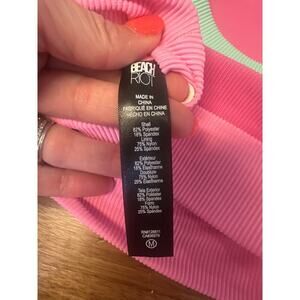 BEACH
RIOT
MADE IN
CHINA
FABRIQUÉ EN CHINE
HECHO EN CHINA
Shell
82% Polyester
18% Spandex
Lining
75% Nylon
25% Spandex
Extérieur
82% Polyester
18% Élasthanne
Doublure
75% Nylon
25% Élasthanne
Tela Exterior
82% Poliéster
18% Spandex
Forro
75% Nylon
25% Spandex
M